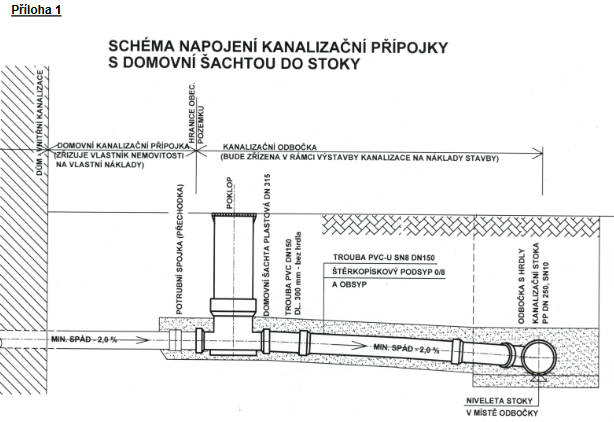 Příloha 1
SCHÉMA NAPOJENÍ KANALIZAČNÍ PŘÍPOJKY
S DOMOVNÍ ŠACHTOU DO STOKY
DŮM - VNITŘNÍ KANALIZACE
DOMOVNÍ KANALIZAČNÍ PŘÍPOJKA
(ZŘIZUJE VLASTNÍK NEMOVITOSTI
NA VLASTNÍ NÁKLADY)
HRANICE OBEC.
POZEMKU
KANALIZAČNÍ ODBOČKA
(BUDE ZŘÍZENA V RÁMCI VÝSTAVBY KANALIZACE NA NÁKLADY STAVBY)
POTRUBNÍ SPOJKA (PŘECHODKA)
POKLOP
DOMOVNÍ ŠACHTA PLASTOVÁ DN 315
TROUBA PVC DN150
DL. 300 mm - bez hrdla
TROUBA PVC-U SN8 DN150
ŠTĚRKOPÍSKOVÝ PODSYP 0/8
A OBSYP
ODBOČKA S HRDLY
KANALIZAČNÍ STOKA
PP DN 250, SN10
MIN. SPÁD - 2,0 %
MIN. SPÁD - 2,0 %
NIVELETA STOKY
V MÍSTĚ ODBOČKY